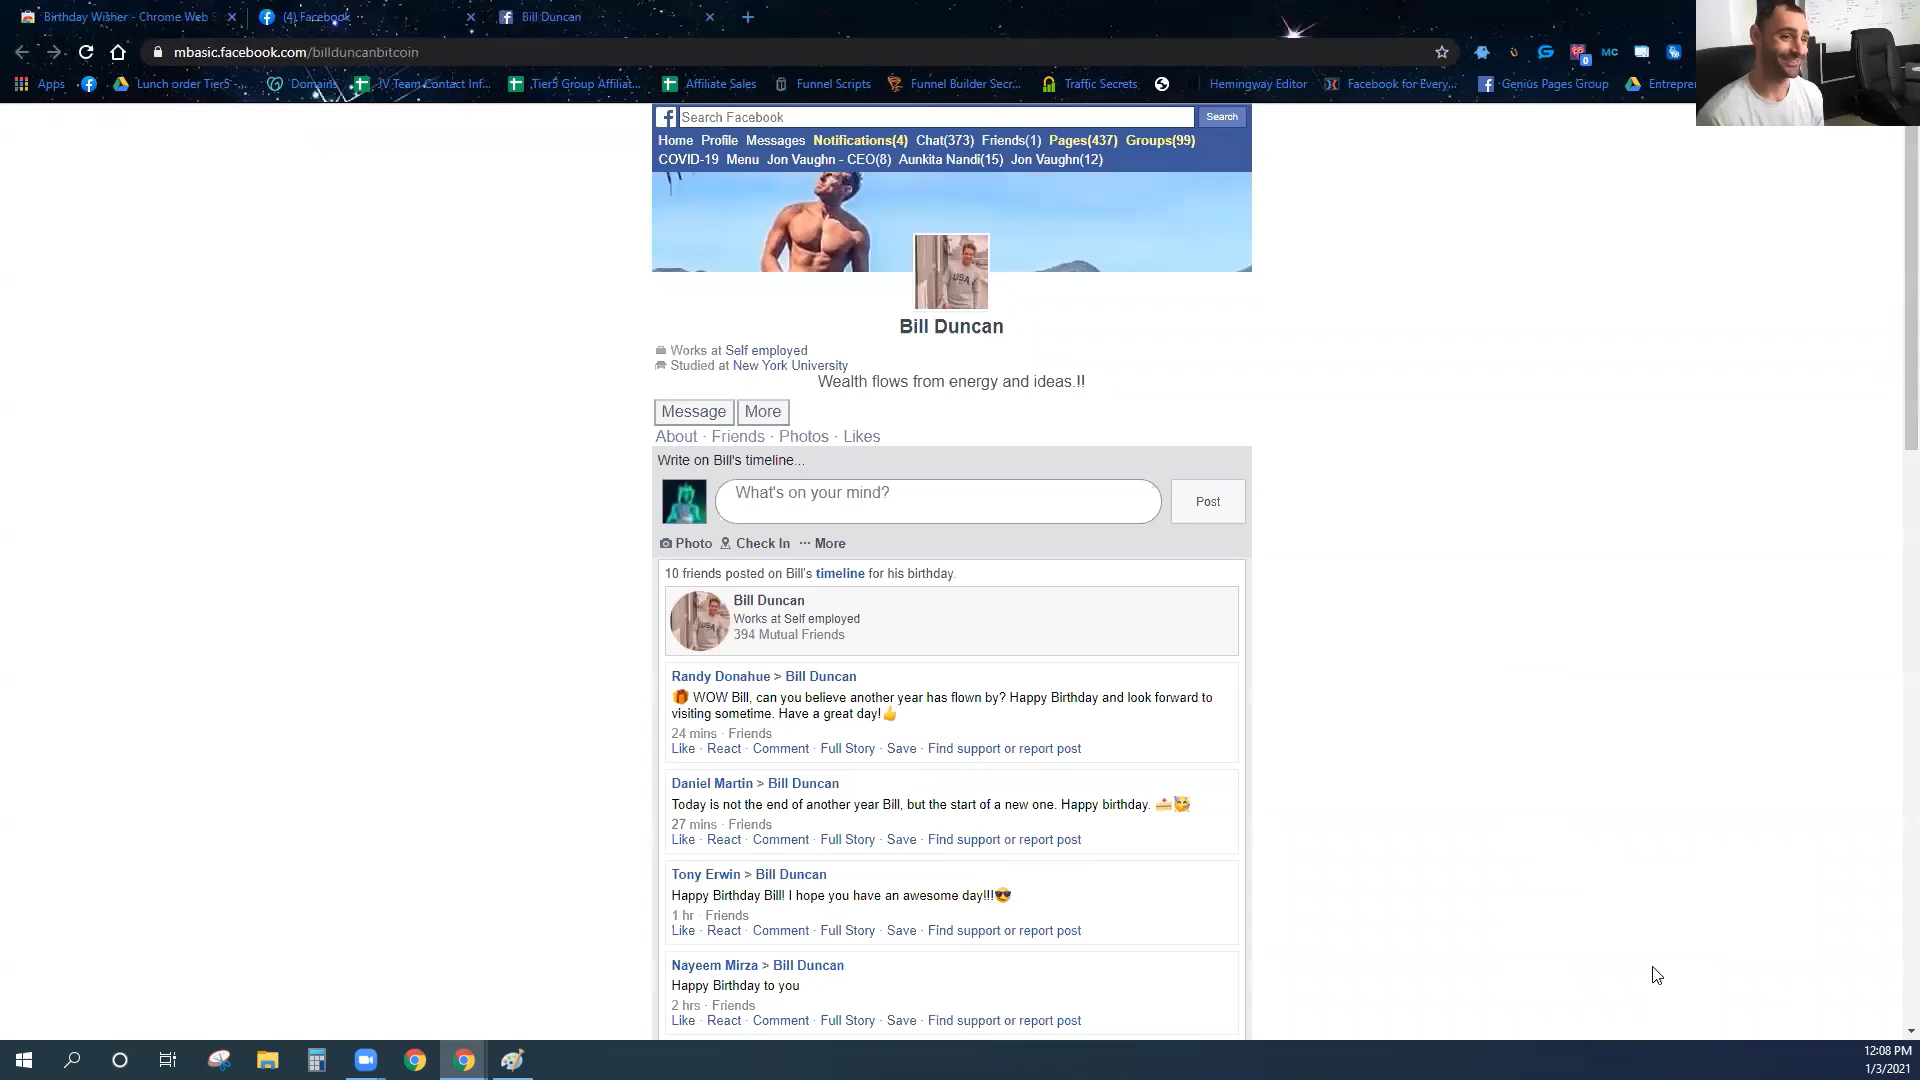 Birthday Wisher - Chrome Web S
(4) Facebook
Bill Duncan
mbasic.facebook.com/billduncanbitcoin
Apps
Lunch order Tier5 -...
Domains
JV Team Contact Inf...
Tier5 Group Affiliat...
Affiliate Sales
Funnel Scripts
Funnel Builder Secr...
Traffic Secrets
Hemingway Editor
Facebook for Every...
Genius Pages Group
Entrepre
MC
0
Search Facebook
Search
Home Profile Messages Notifications(4) Chat(373) Friends(1) Pages(437) Groups(99)
COVID-19 Menu Jon Vaughn - CEO(8) Aunkita Nandi(15) Jon Vaughn(12)
USA
Bill Duncan
Works at Self employed
Studied at New York University
Wealth flows from energy and ideas.!!
Message More
About · Friends · Photos · Likes
Write on Bill's timeline...
What's on your mind?
Post
Photo Check In ··· More
10 friends posted on Bill's timeline for his birthday.
Bill Duncan
Works at Self employed
394 Mutual Friends
USA
Randy Donahue > Bill Duncan
🎁 WOW Bill, can you believe another year has flown by? Happy Birthday and look forward to
visiting sometime. Have a great day!👍
24 mins · Friends
Like · React · Comment · Full Story · Save · Find support or report post
Daniel Martin > Bill Duncan
Today is not the end of another year Bill, but the start of a new one. Happy birthday. 🍰🥳
27 mins · Friends
Like · React · Comment · Full Story · Save · Find support or report post
Tony Erwin > Bill Duncan
Happy Birthday Bill! I hope you have an awesome day!!!😎
1 hr · Friends
Like · React · Comment · Full Story · Save · Find support or report post
Nayeem Mirza > Bill Duncan
Happy Birthday to you
2 hrs · Friends
Like · React · Comment · Full Story · Save · Find support or report post
12:08 PM
1/3/2021